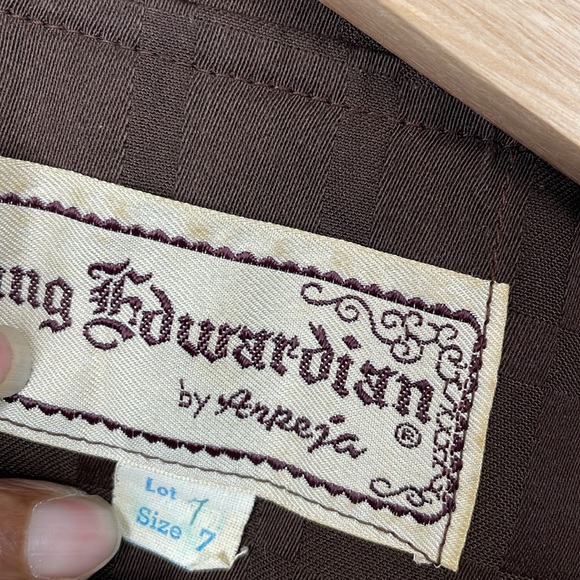 ung Edwardian
by Arpeja ®
Lot 7
Size 7